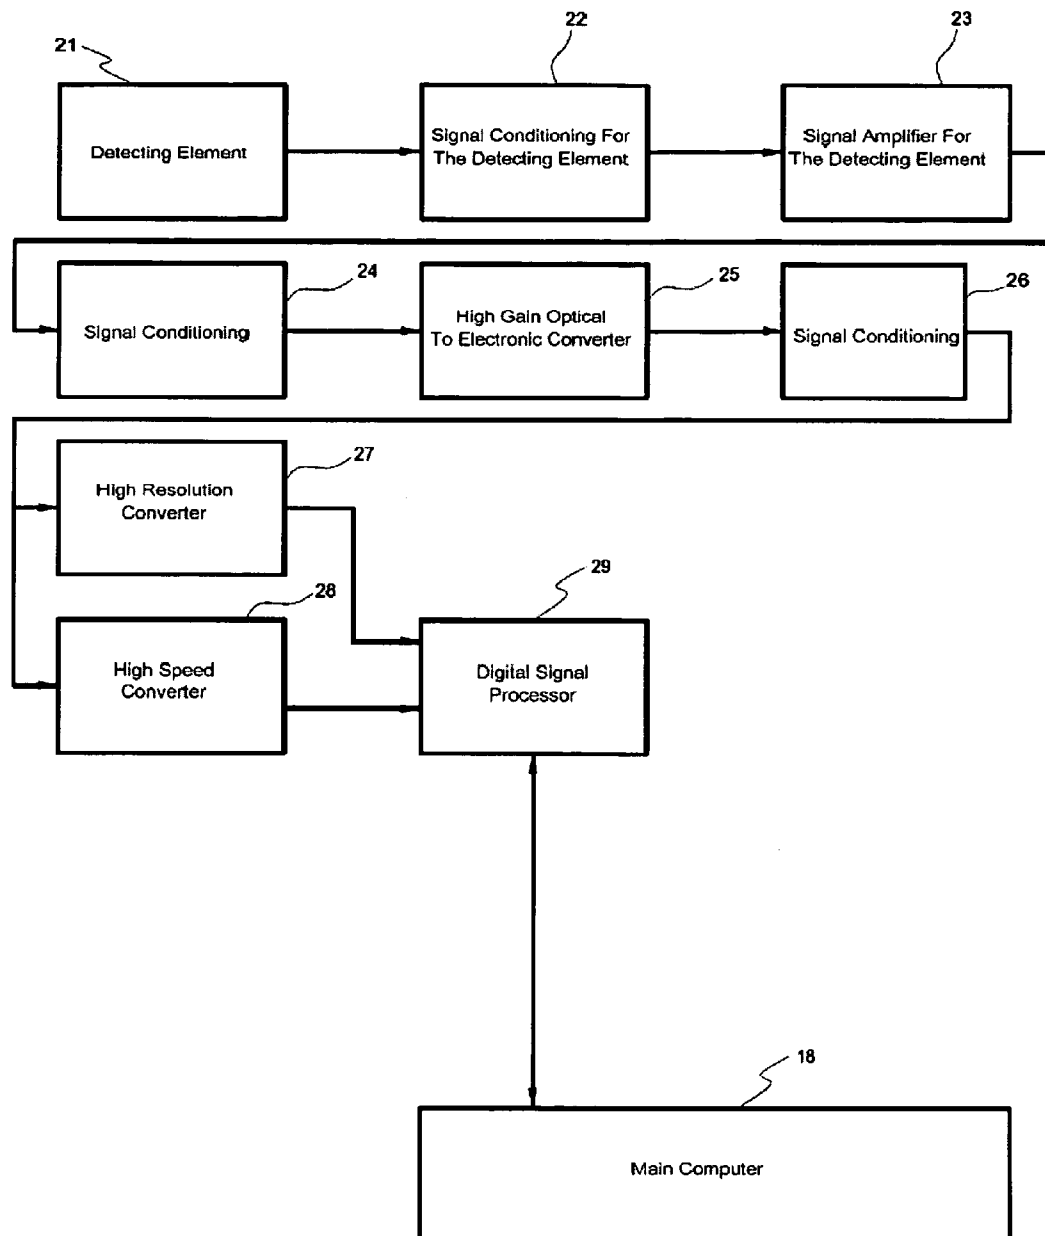 21
22
23
Detecting Element
Signal Conditioning For
The Detecting Element
Signal Amplifier For
The Detecting Element
24
25
26
Signal Conditioning
High Gain Optical
To Electronic Converter
Signal Conditioning
27
High Resolution
Converter
28
29
High Speed
Converter
Digital Signal
Processor
18
Main Computer